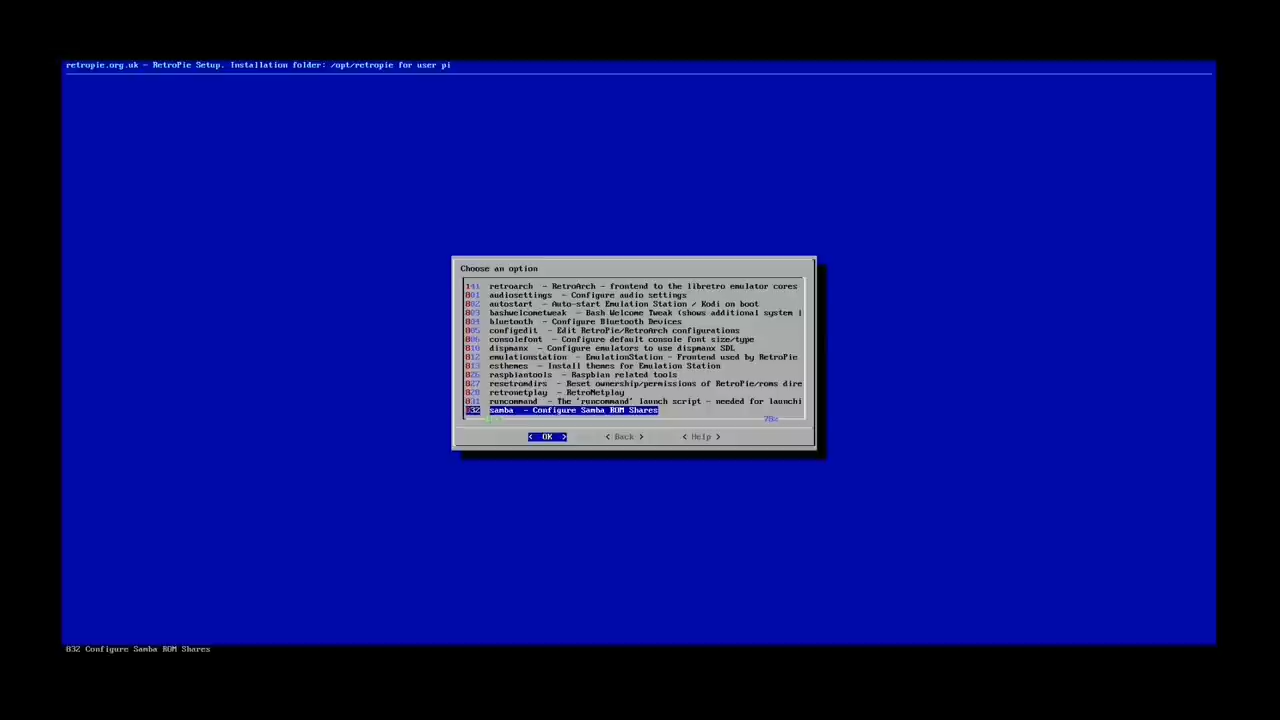 retropie.org.uk - RetroPie Setup. Installation folder: /opt/retropie for user pi
Choose an option
141 retroarch - RetroArch - frontend to the libretro emulator cores
801 audiosettings - Configure audio settings
802 autostart - Auto-start Emulation Station / Kodi on boot
803 bashwelcometweak - Bash Welcome Tweak (shows additional system i
804 bluetooth - Configure Bluetooth Devices
805 configedit - Edit RetroPie/RetroArch configurations
806 consolefont - Configure default console font size/type
810 dispmanx - Configure emulators to use dispmanx SDL
812 emulationstation - EmulationStation - Frontend used by RetroPie
813 esthemes - Install themes for Emulation Station
826 raspbiantools - Raspbian related tools
827 resetromdirs - Reset ownership/permissions of RetroPie/roms dire
828 retronetplay - RetroNetplay
831 runcommand - The 'runcommand' launch script - needed for launchi
832 samba - Configure Samba ROM Shares
78%
< OK > < Back > < Help >
832 Configure Samba ROM Shares